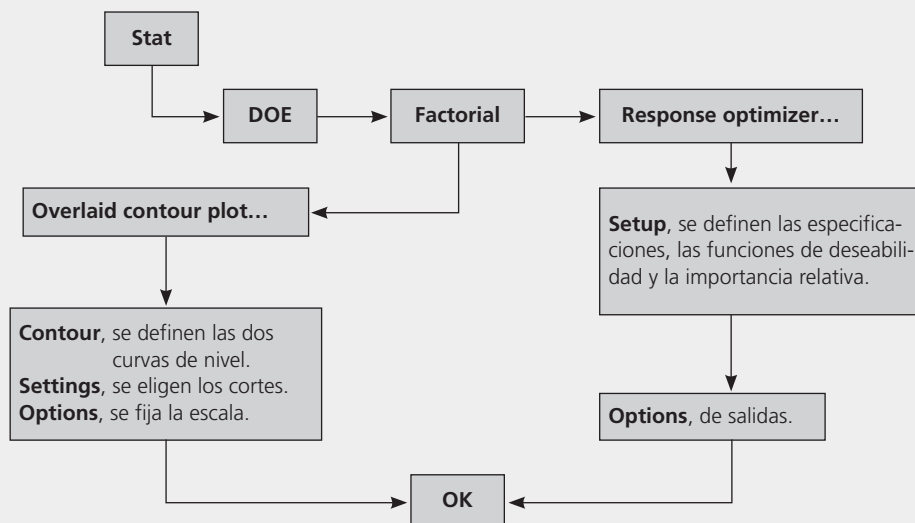 Stat
DOE
Factorial
Response optimizer...
Overlaid contour plot...
Setup, se definen las especifica-
ciones, las funciones de deseabili-
dad y la importancia relativa.
Contour, se definen las dos
curvas de nivel.
Settings, se eligen los cortes.
Options, se fija la escala.
Options, de salidas.
OK